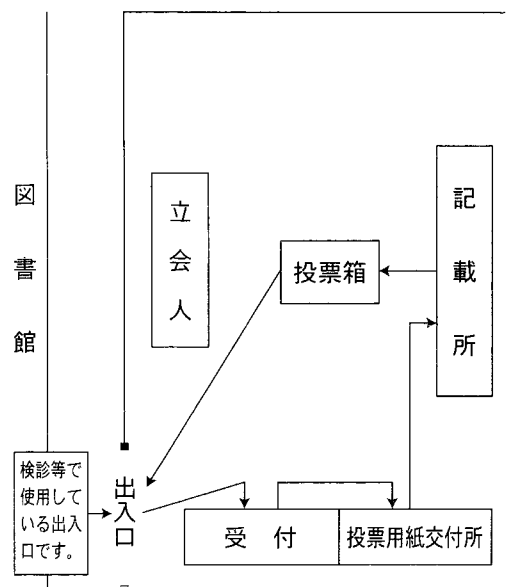 図書館
立会人
記載所
投票箱
検診等で
使用して
いる出入
口です。
出入口
受付
投票用紙交付所